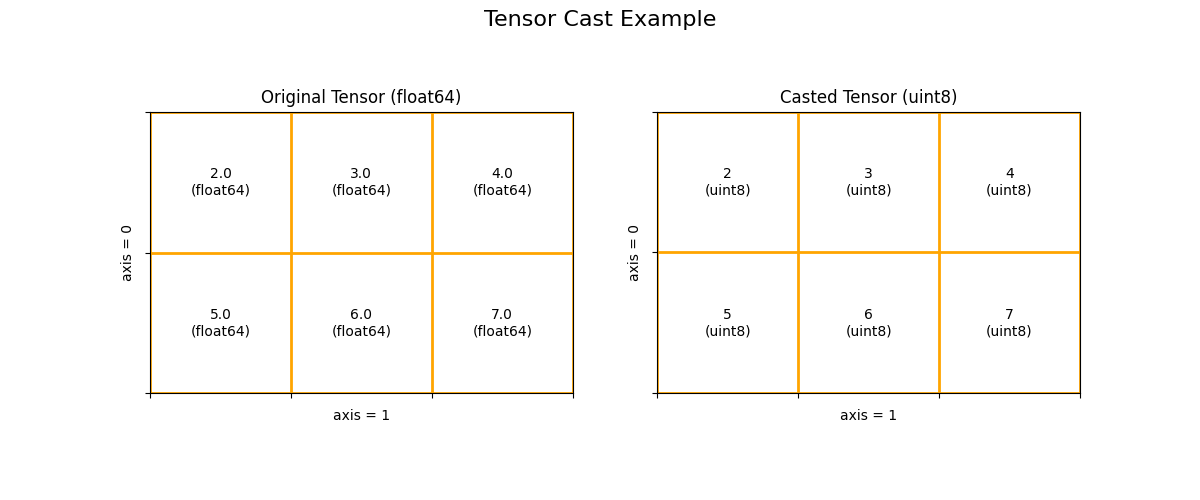 Tensor Cast Example
Original Tensor (float64)
2.0
(float64)
3.0
(float64)
4.0
(float64)
5.0
(float64)
6.0
(float64)
7.0
(float64)
axis = 0
axis = 1
Casted Tensor (uint8)
2
(uint8)
3
(uint8)
4
(uint8)
5
(uint8)
6
(uint8)
7
(uint8)
axis = 0
axis = 1